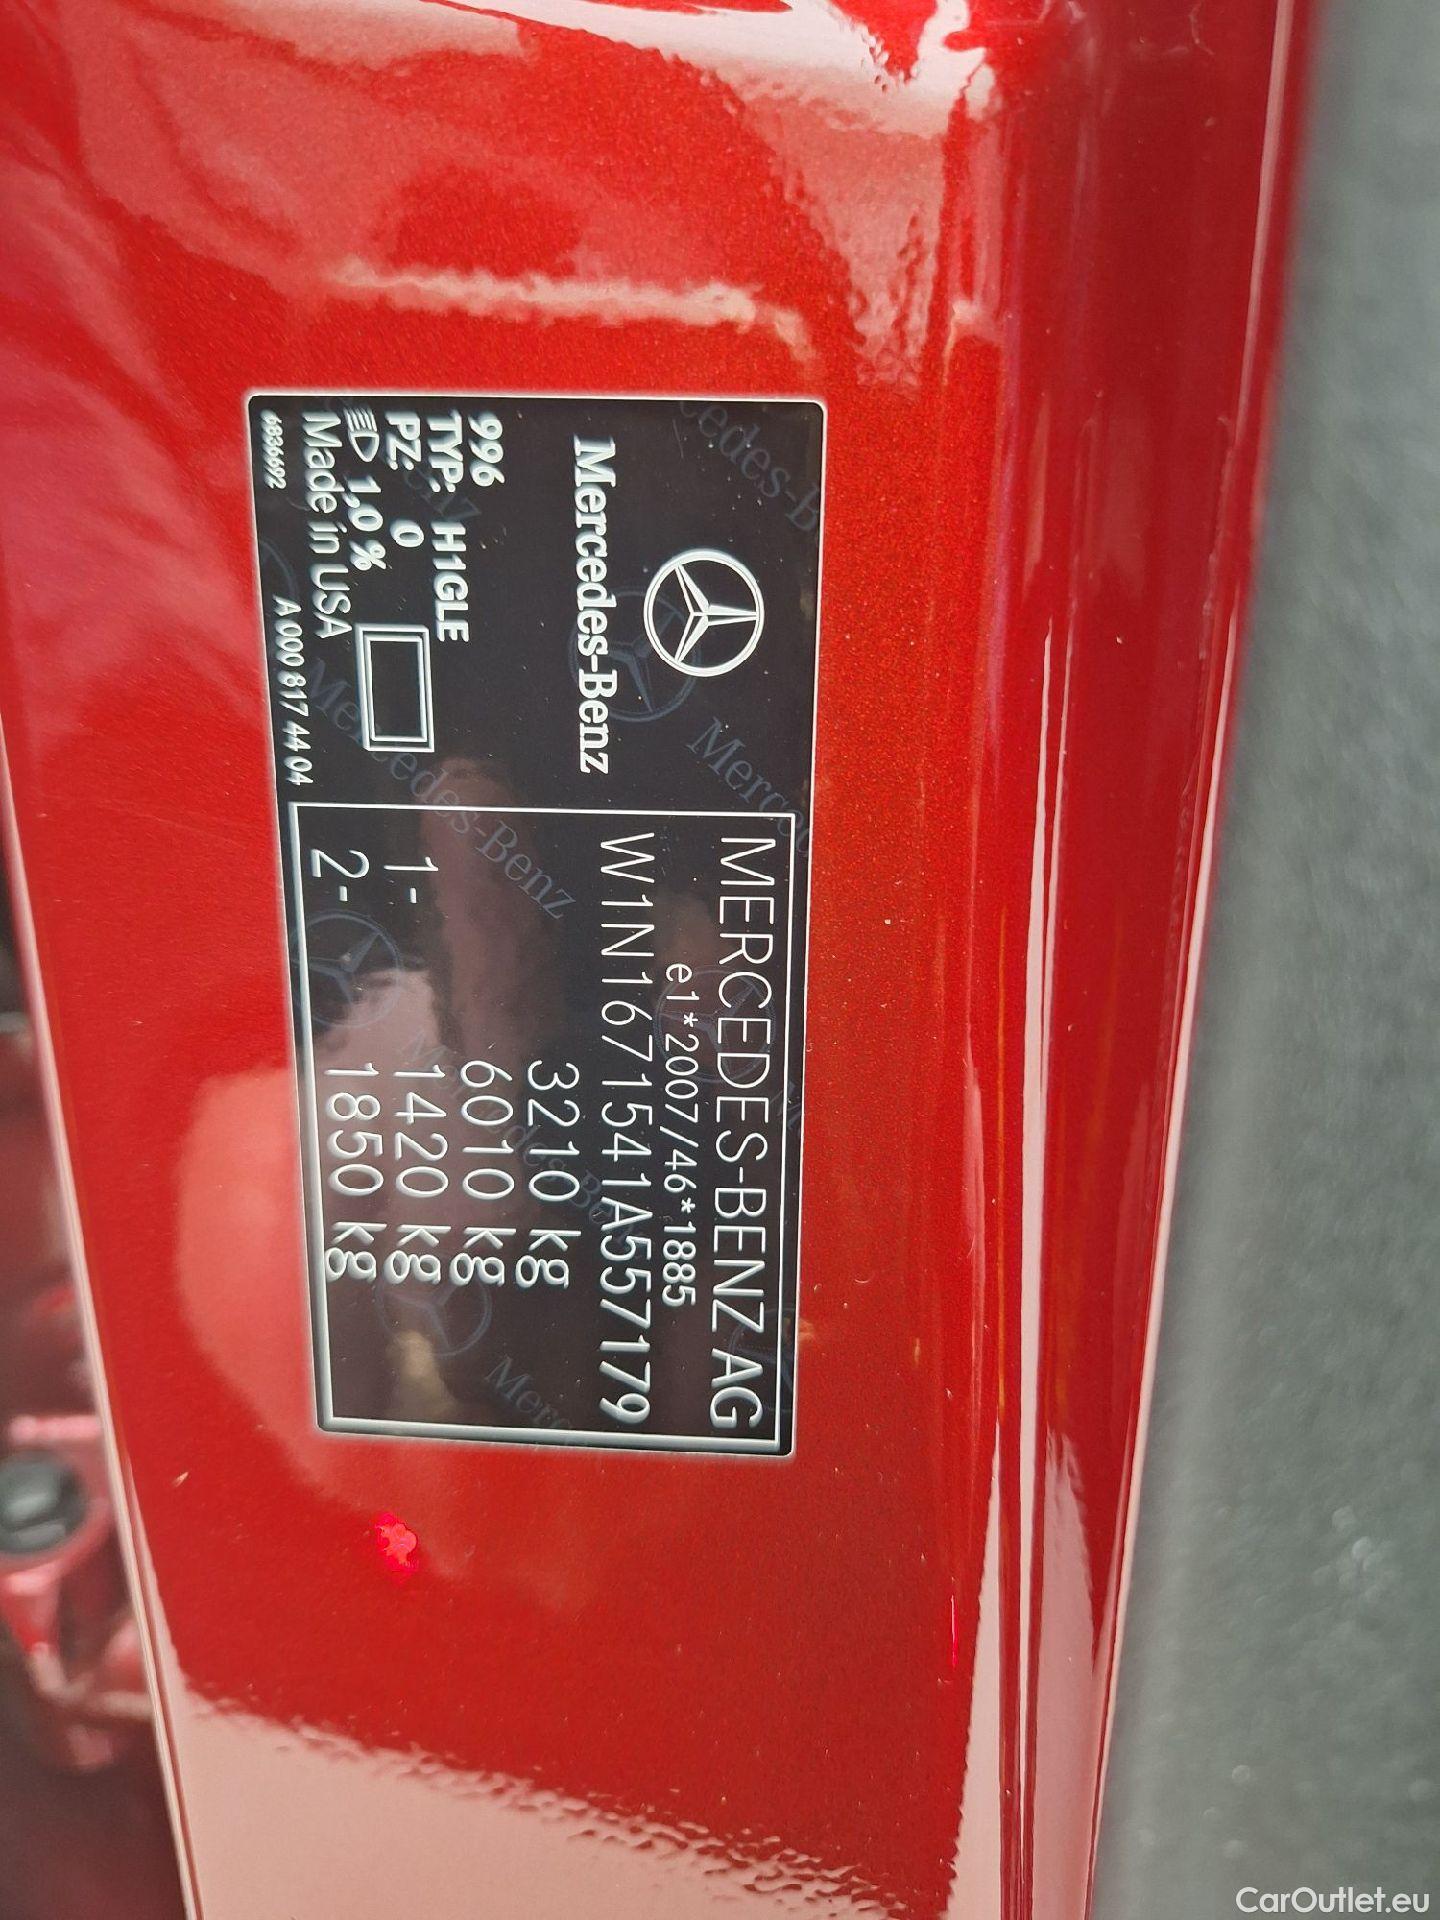 Mercedes-Benz
996
TYP: H1GLE
PZ: 0
1,0 %
Made in USA
6836692
A 000 817 44 04
MERCEDES-BENZ AG
e1*2007/46*1885
W1N1671541A557179
3210 kg
6010 kg
1- 1420 kg
2- 1850 kg
CarOutlet.eu